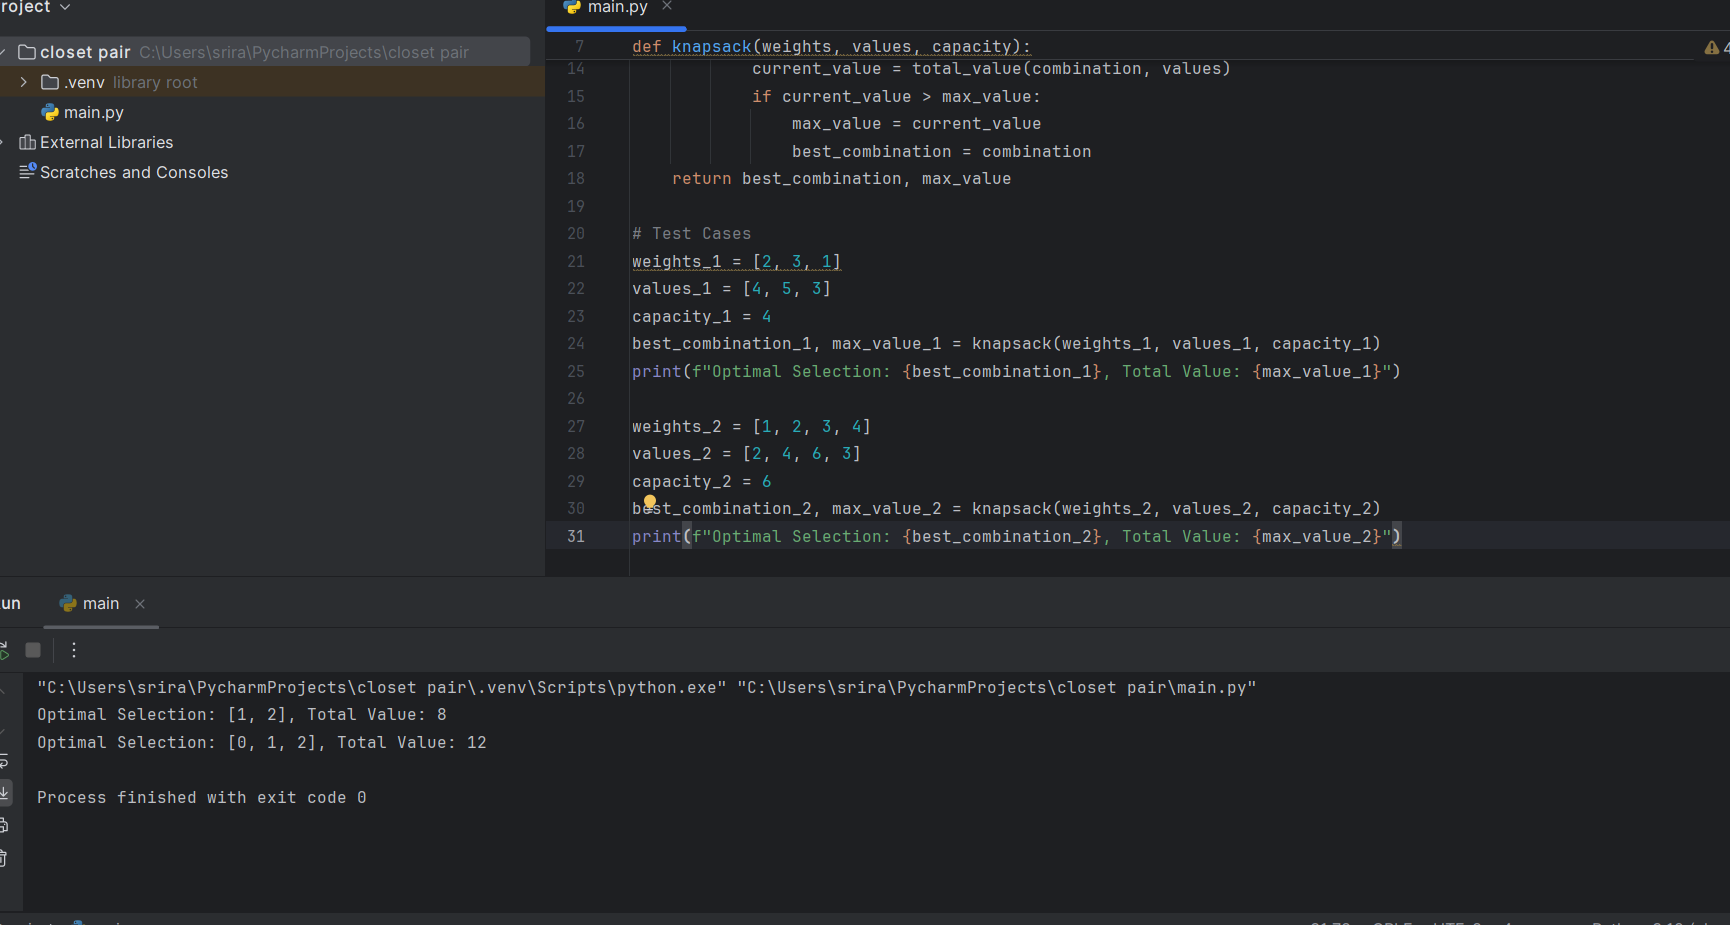 roject
closet pair C:\Users\srira\PycharmProjects\closet pair
.venv library root
main.py
External Libraries
Scratches and Consoles
main.py
7 def knapsack(weights, values, capacity):
4
14 current_value = total_value(combination, values)
15 if current_value > max_value:
16 max_value = current_value
17 best_combination = combination
18 return best_combination, max_value
19
20 # Test Cases
21 weights_1 = [2, 3, 1]
22 values_1 = [4, 5, 3]
23 capacity_1 = 4
24 best_combination_1, max_value_1 = knapsack(weights_1, values_1, capacity_1)
25 print(f"Optimal Selection: {best_combination_1}, Total Value: {max_value_1}")
26
27 weights_2 = [1, 2, 3, 4]
28 values_2 = [2, 4, 6, 3]
29 capacity_2 = 6
30 best_combination_2, max_value_2 = knapsack(weights_2, values_2, capacity_2)
31 print(f"Optimal Selection: {best_combination_2}, Total Value: {max_value_2}")
un
main
"C:\Users\srira\PycharmProjects\closet pair\.venv\Scripts\python.exe" "C:\Users\srira\PycharmProjects\closet pair\main.py"
Optimal Selection: [1, 2], Total Value: 8
Optimal Selection: [0, 1, 2], Total Value: 12
Process finished with exit code 0